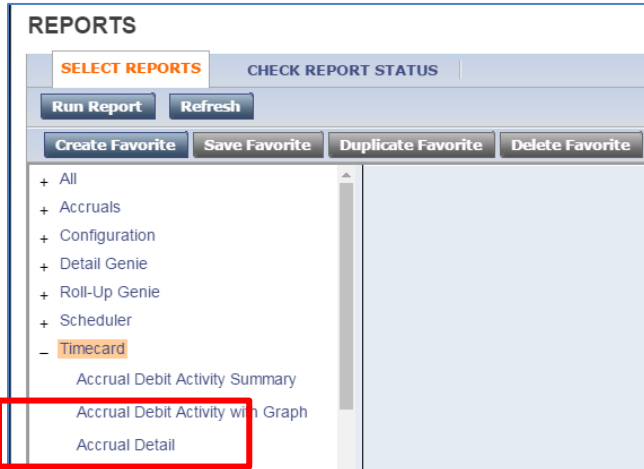 REPORTS
SELECT REPORTS CHECK REPORT STATUS
Run Report Refresh
Create Favorite Save Favorite Duplicate Favorite Delete Favorite
+ All
+ Accruals
+ Configuration
+ Detail Genie
+ Roll-Up Genie
+ Scheduler
− Timecard
Accrual Debit Activity Summary
Accrual Debit Activity with Graph
Accrual Detail